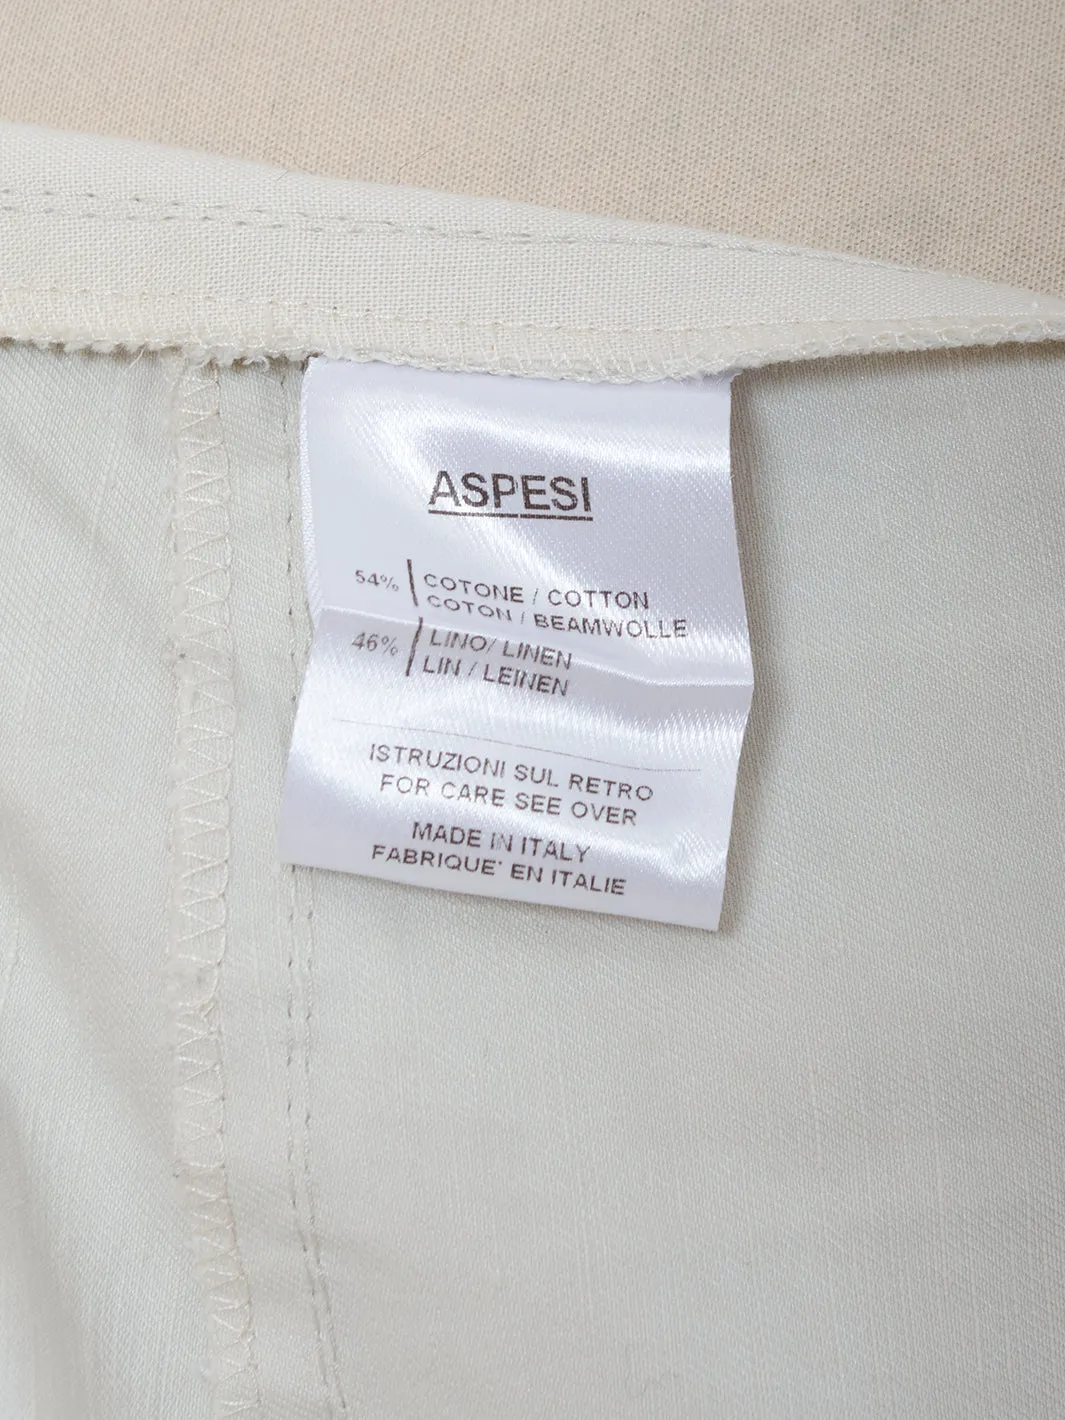 ASPESI
54% COTONE / COTTON
COTON / BEAMWOLLE
46% LINO/ LINEN
LIN / LEINEN
ISTRUZIONI SUL RETRO
FOR CARE SEE OVER
MADE IN ITALY
FABRIQUE' EN ITALIE